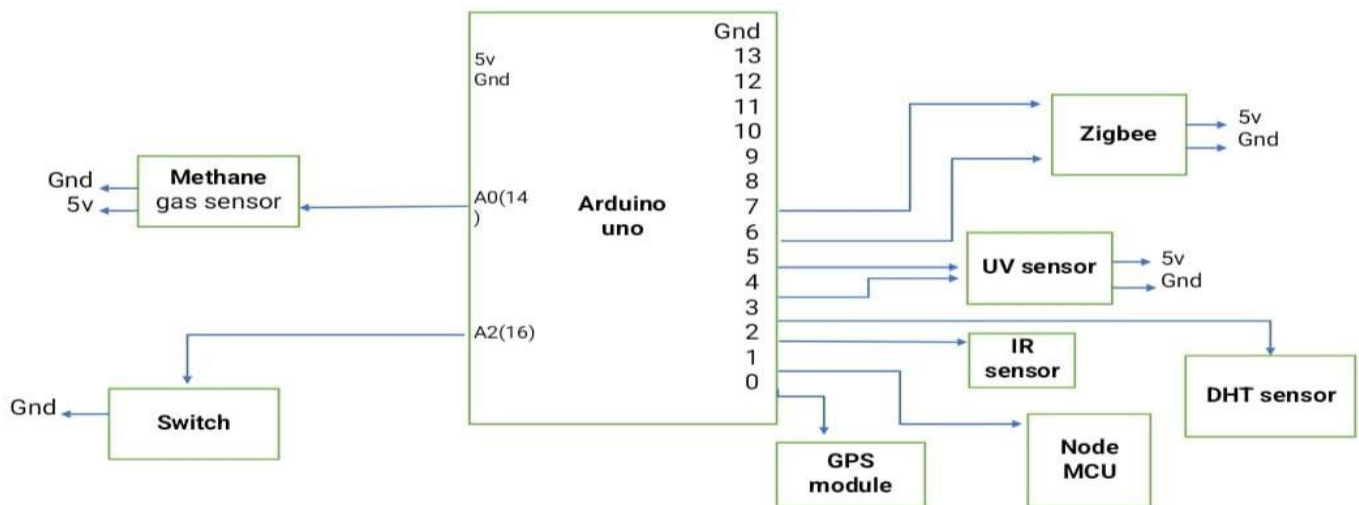 Gnd
13
12
11
10
9
8
7
6
5
4
3
2
1
0
5v
Gnd
A0(14
)
A2(16)
Arduino
uno
Gnd
5v
Methane
gas sensor
Gnd
Switch
Zigbee
5v
Gnd
UV sensor
5v
Gnd
IR
sensor
DHT sensor
Node
MCU
GPS
module